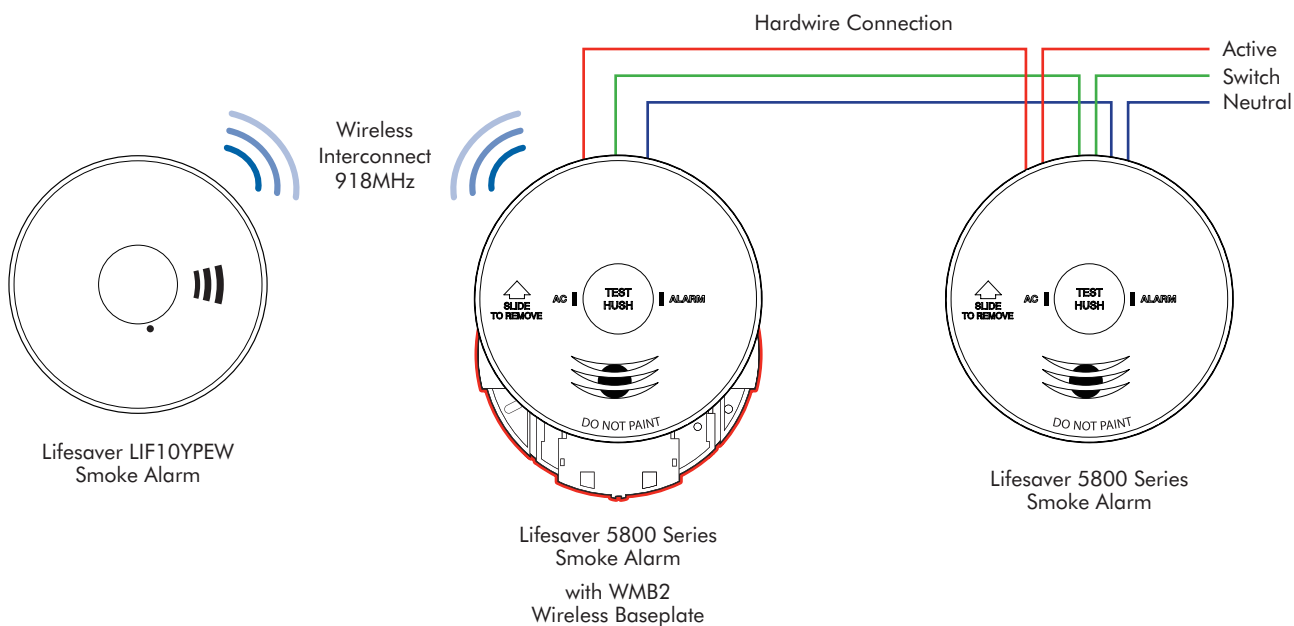 Hardwire Connection
Active
Switch
Neutral
Wireless
Interconnect
918MHz
Lifesaver LIF10YPEW
Smoke Alarm
SLIDE
TO REMOVE
AC
TEST
HUSH
ALARM
DO NOT PAINT
Lifesaver 5800 Series
Smoke Alarm
with WMB2
Wireless Baseplate
SLIDE
TO REMOVE
AC
TEST
HUSH
ALARM
DO NOT PAINT
Lifesaver 5800 Series
Smoke Alarm